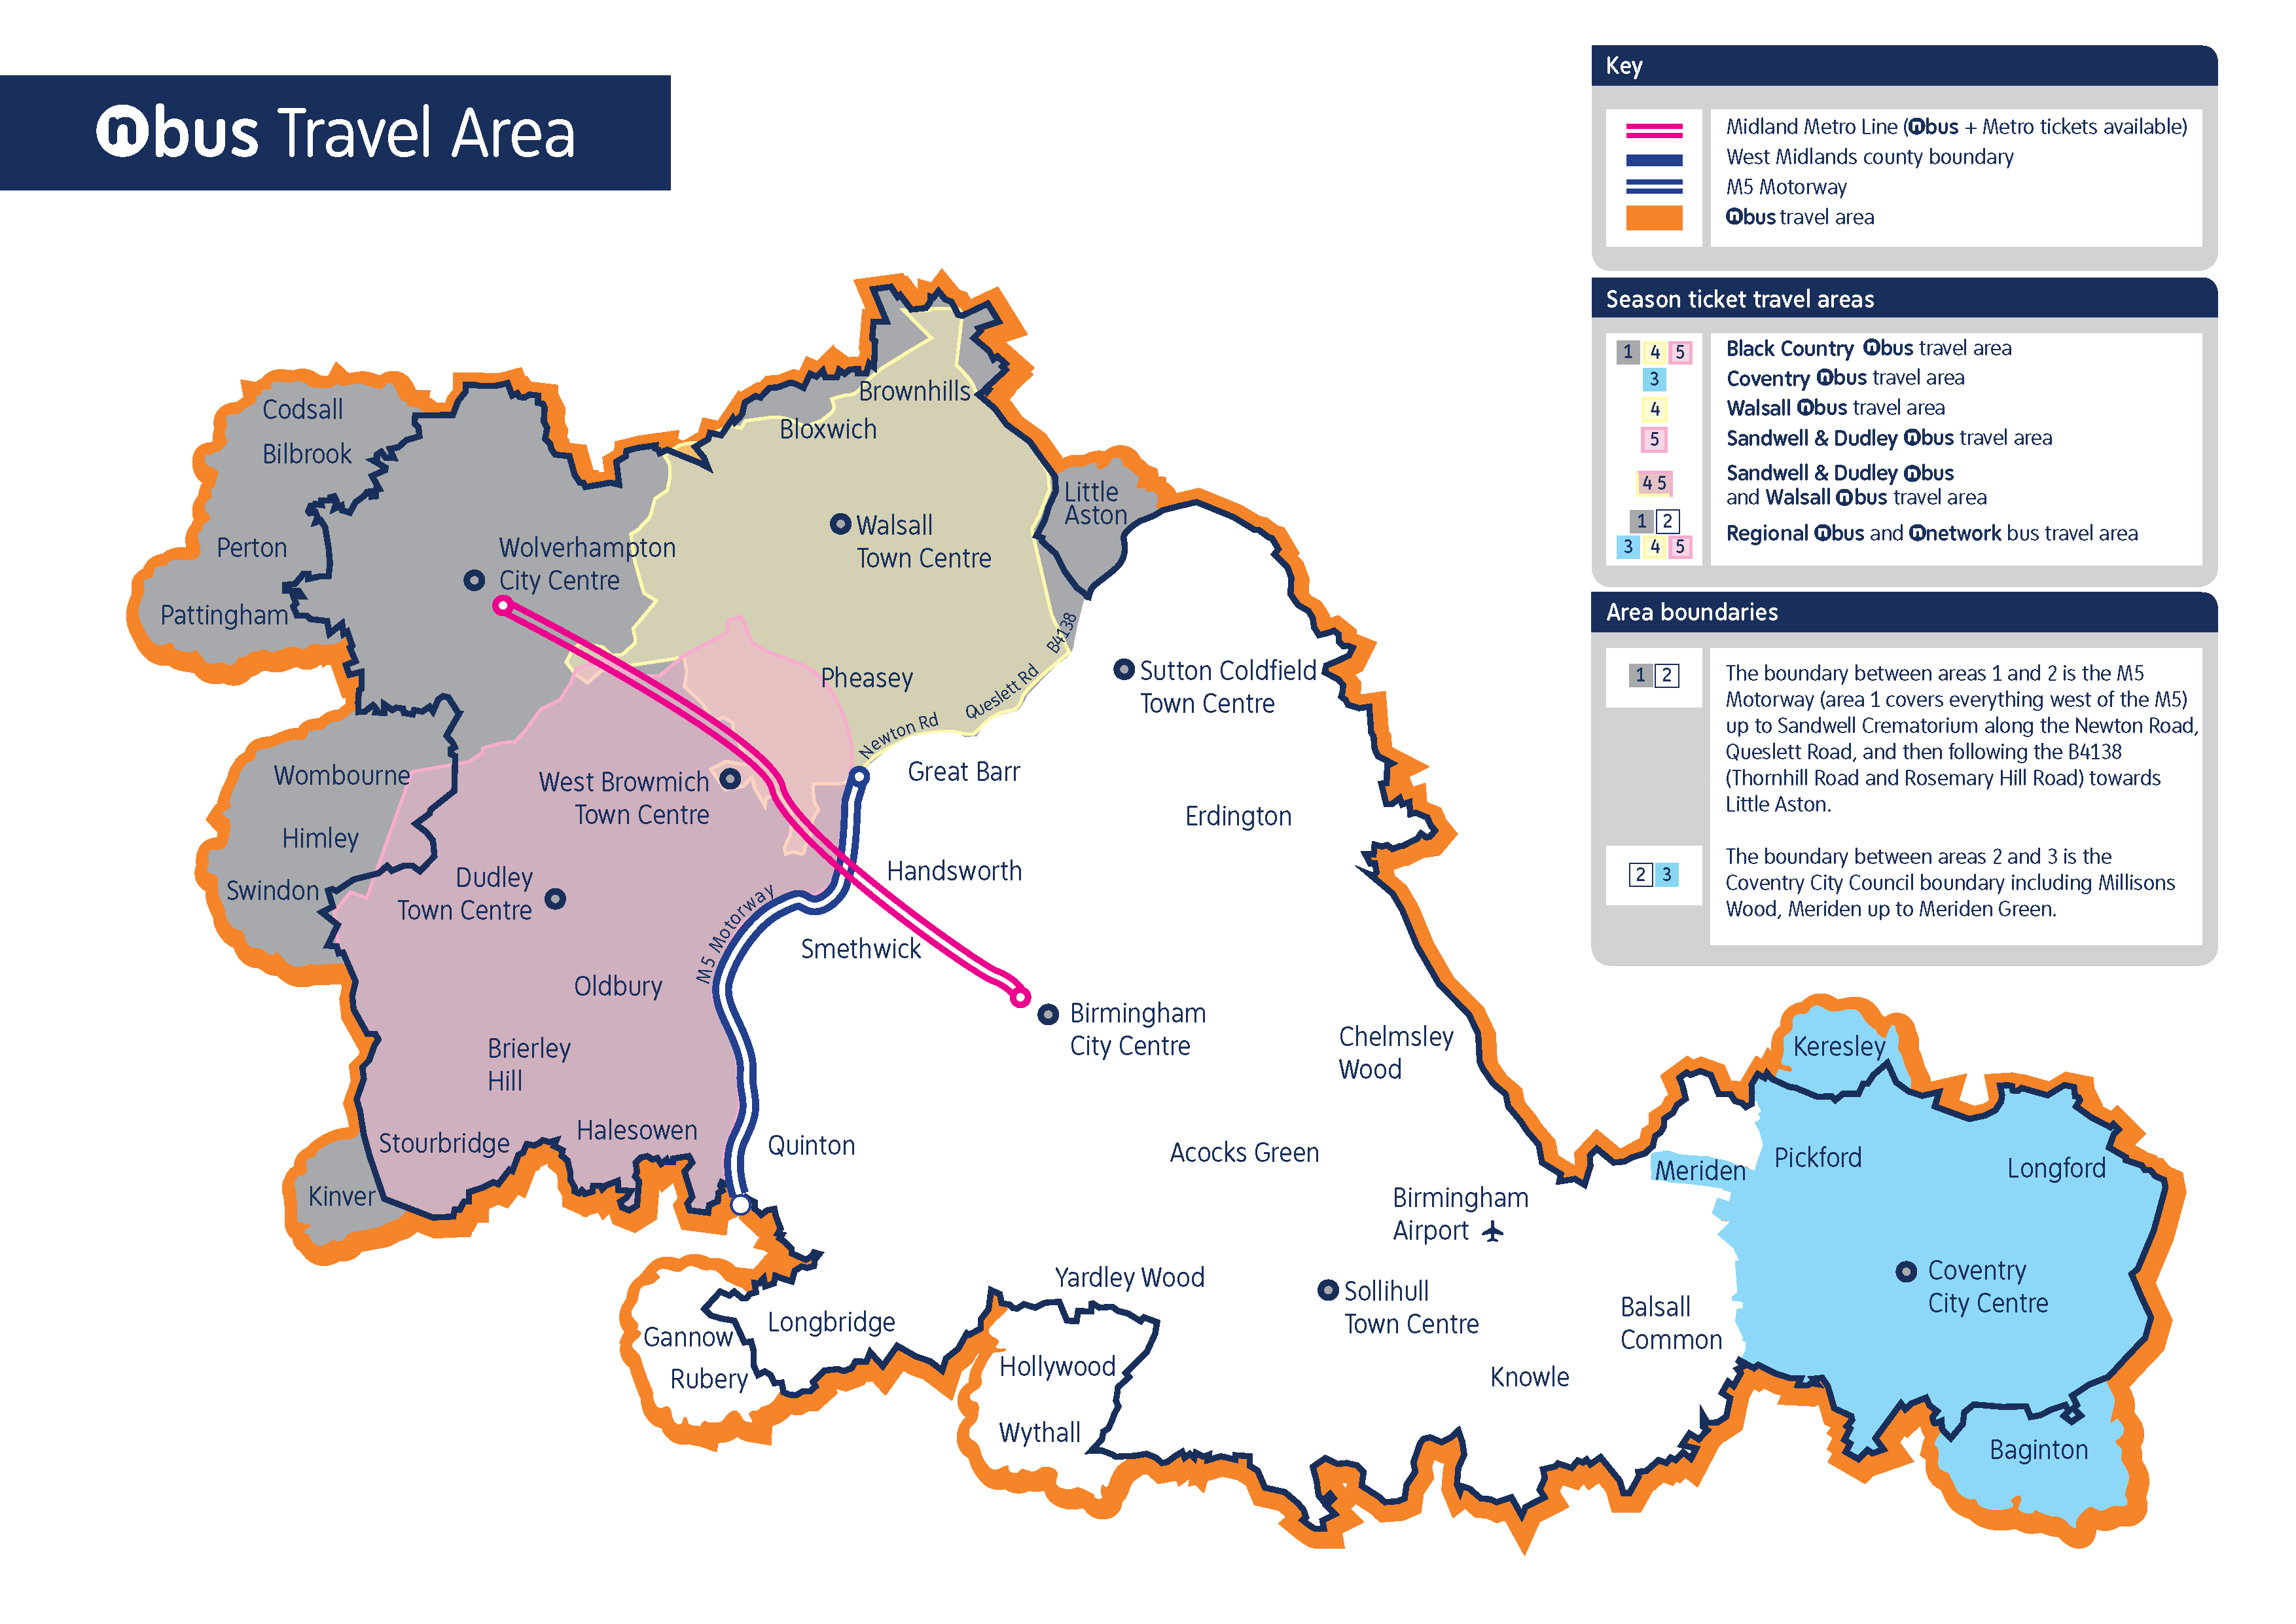 nbus Travel Area
Key
Midland Metro Line (nbus + Metro tickets available)
West Midlands county boundary
M5 Motorway
nbus travel area
Season ticket travel areas
1 4 5 Black Country nbus travel area
3 Coventry nbus travel area
4 Walsall nbus travel area
5 Sandwell & Dudley nbus travel area
4 5 Sandwell & Dudley nbus
and Walsall nbus travel area
1 2
3 4 5
Regional nbus and nnetwork bus travel area
Area boundaries
1 2
The boundary between areas 1 and 2 is the M5
Motorway (area 1 covers everything west of the M5)
up to Sandwell Crematorium along the Newton Road,
Queslett Road, and then following the B4138
(Thornhill Road and Rosemary Hill Road) towards
Little Aston.
2 3
The boundary between areas 2 and 3 is the
Coventry City Council boundary including Millisons
Wood, Meriden up to Meriden Green.
Codsall
Bilbrook
Perton
Pattingham
Wolverhampton
City Centre
Brownhills
Bloxwich
Walsall
Town Centre
Little
Aston
B4138
Queslett Rd
Newton Rd
Pheasey
Sutton Coldfield
Town Centre
Wombourne
Himley
Swindon
West Browmich
Town Centre
Great Barr
Erdington
Dudley
Town Centre
Handsworth
M5 Motorway
Smethwick
Oldbury
Birmingham
City Centre
Brierley
Hill
Chelmsley
Wood
Stourbridge
Halesowen
Quinton
Acocks Green
Kinver
Birmingham
Airport
Keresley
Meriden
Pickford
Longford
Coventry
City Centre
Yardley Wood
Sollihull
Town Centre
Balsall
Common
Gannow
Longbridge
Rubery
Hollywood
Wythall
Knowle
Baginton